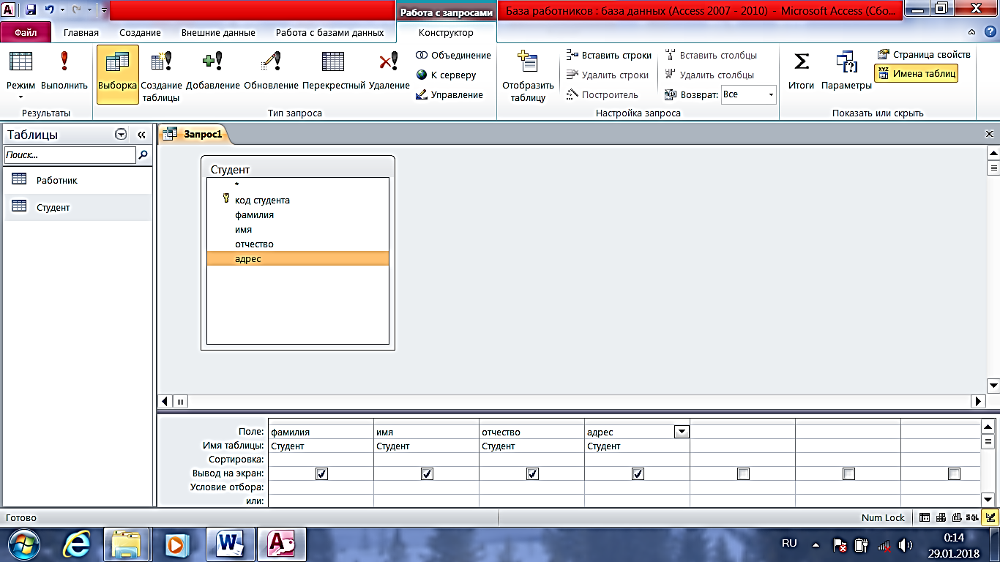 Работа с запросами
База работников : база данных (Access 2007 - 2010) - Microsoft Access (Сбо...
Файл Главная Создание Внешние данные Работа с базами данных Конструктор
Режим Выполнить Выборка Создание таблицы Добавление Обновление Перекрестный Удаление
Объединение
К серверу
Управление
Отобразить таблицу
Вставить строки
Удалить строки
Построитель
Вставить столбцы
Удалить столбцы
Возврат: Все
Итоги Параметры
Страница свойств
XYZ Имена таблиц
Результаты Тип запроса Настройка запроса Показать или скрыть
Таблицы
Поиск...
Работник
Студент
Запрос1
Студент
*
код студента
фамилия
имя
отчество
адрес
Поле: фамилия имя отчество адрес
Имя таблицы: Студент Студент Студент Студент
Сортировка:
Вывод на экран:
Условие отбора:
или:
Готово Num Lock SQL
RU 0:14
29.01.2018